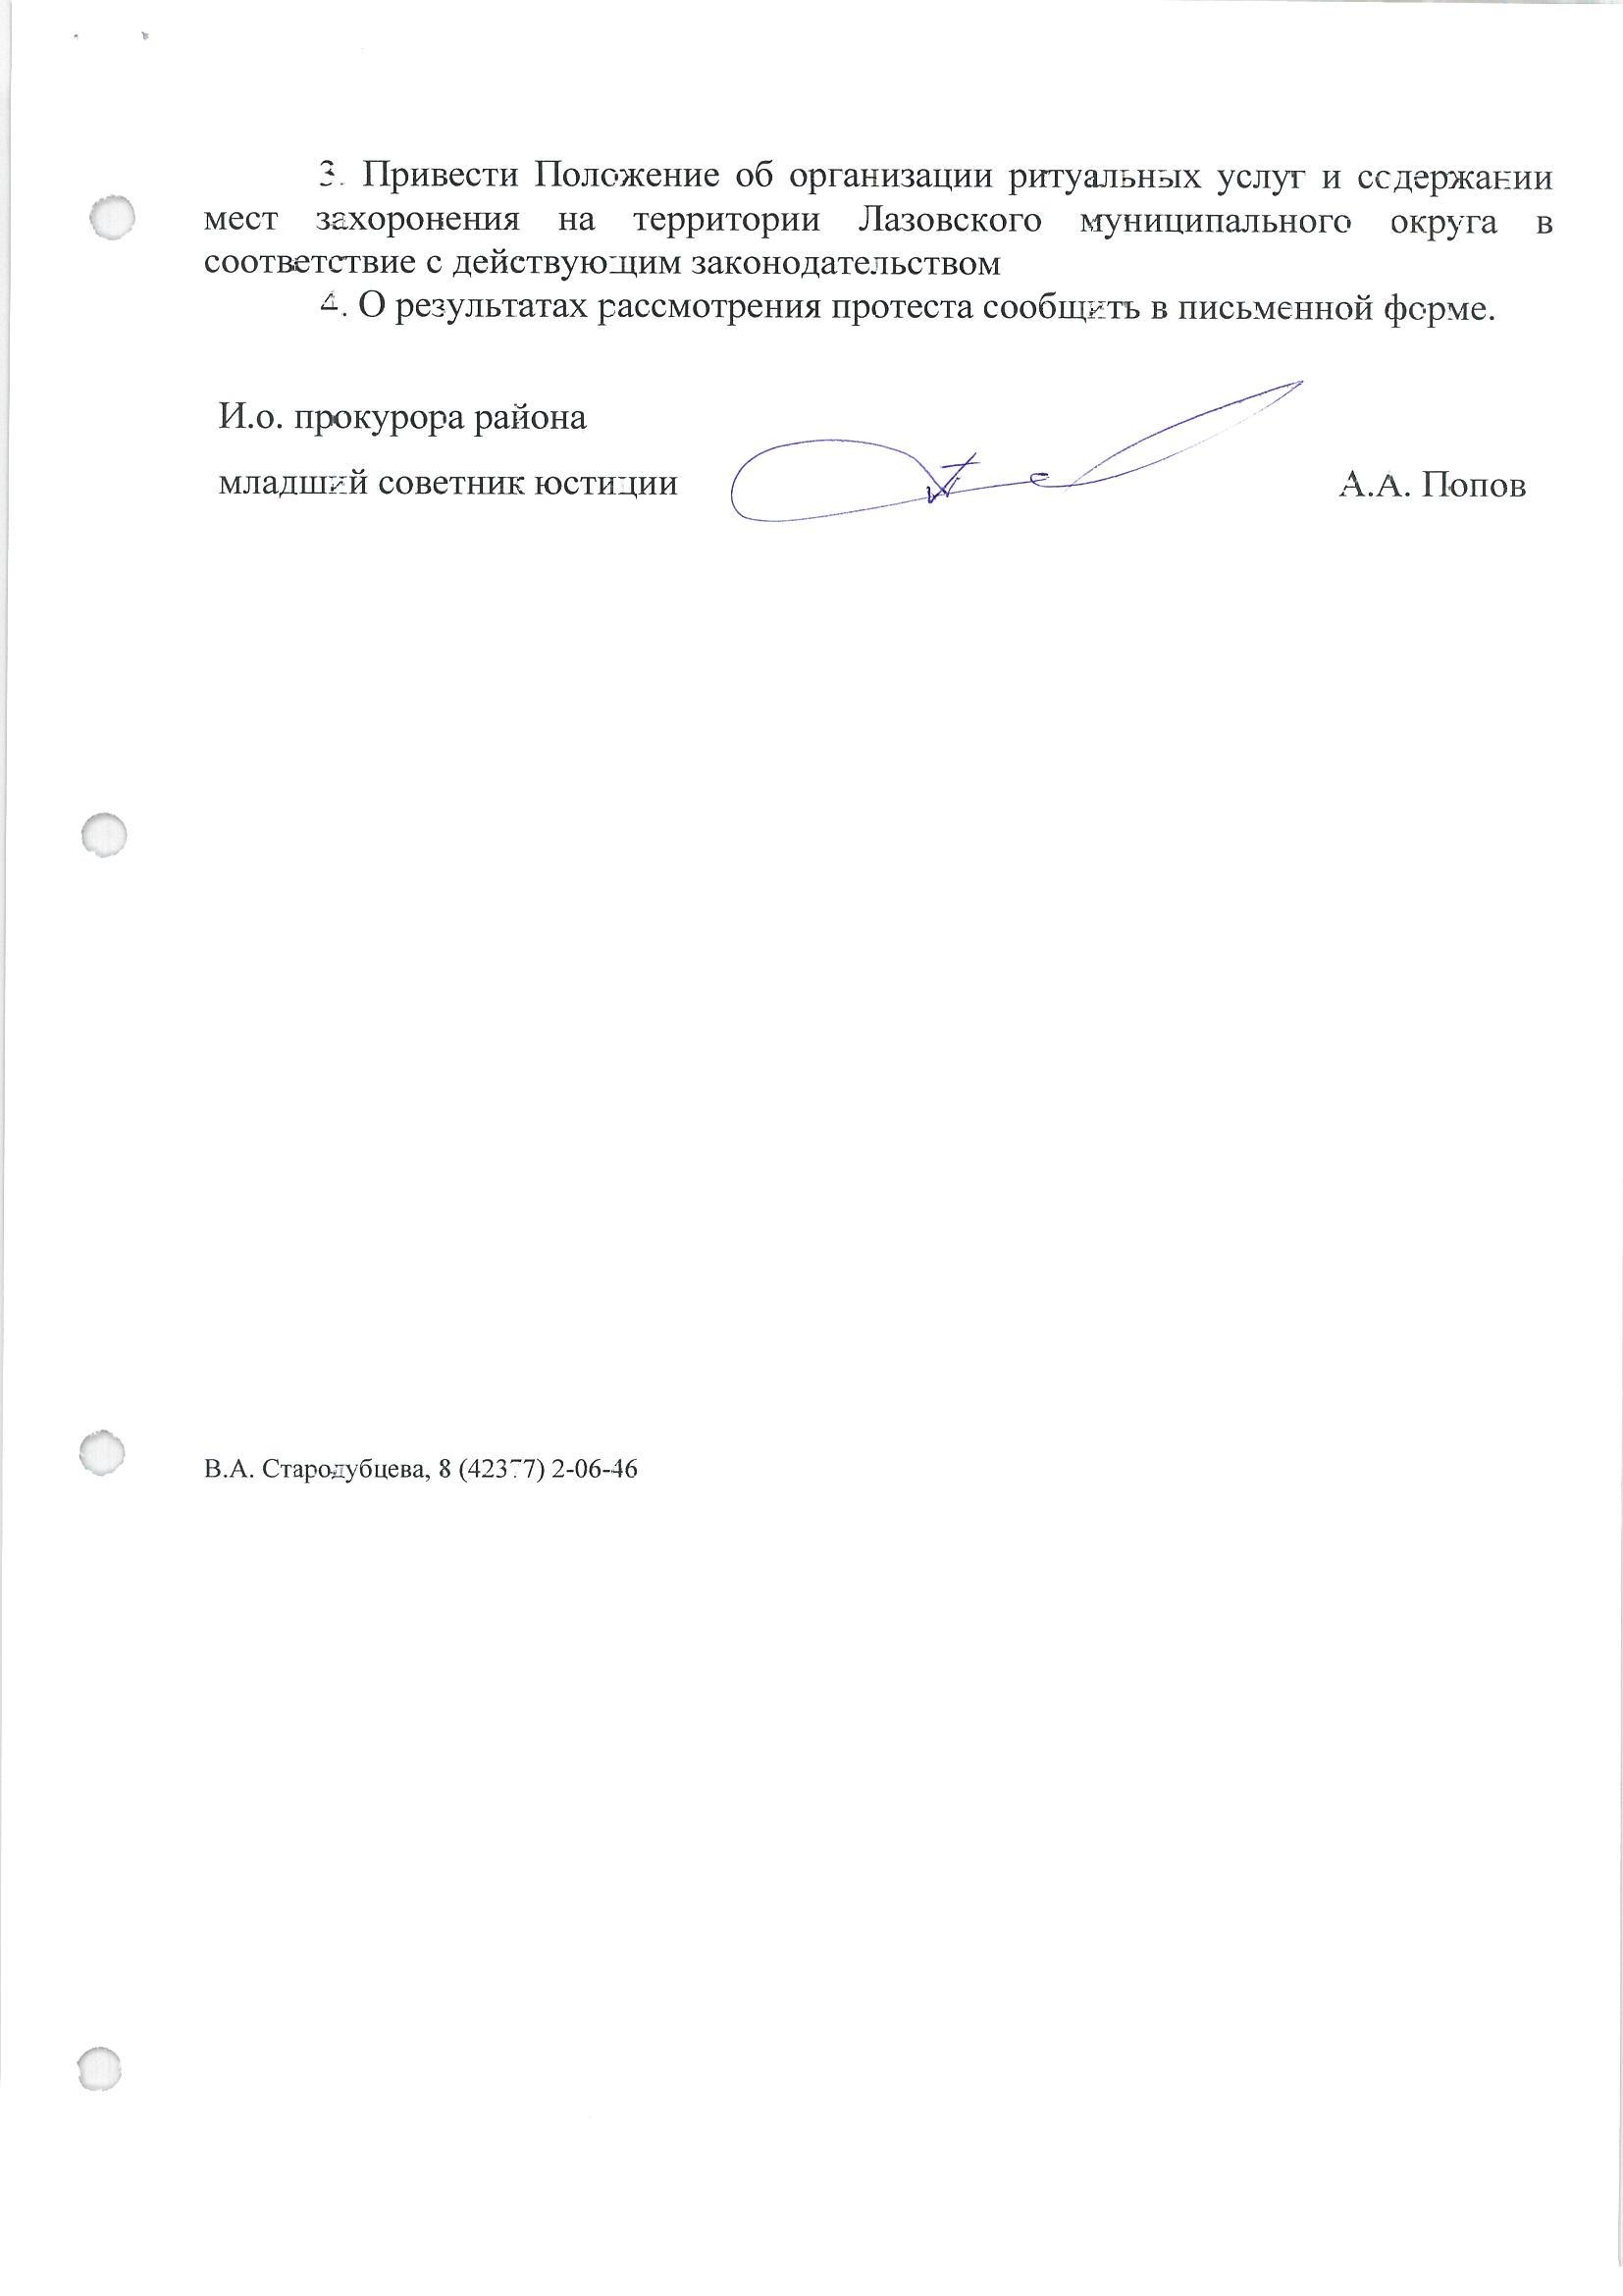 3. Привести Положение об организации ритуальных услуг и содержании
мест захоронения на территории Лазовского муниципального округа в
соответствие с действующим законодательством
4. О результатах рассмотрения протеста сообщить в письменной форме.
И.о. прокурора района
младший советник юстиции А.А. Попов
В.А. Стародубцева, 8 (42377) 2-06-46